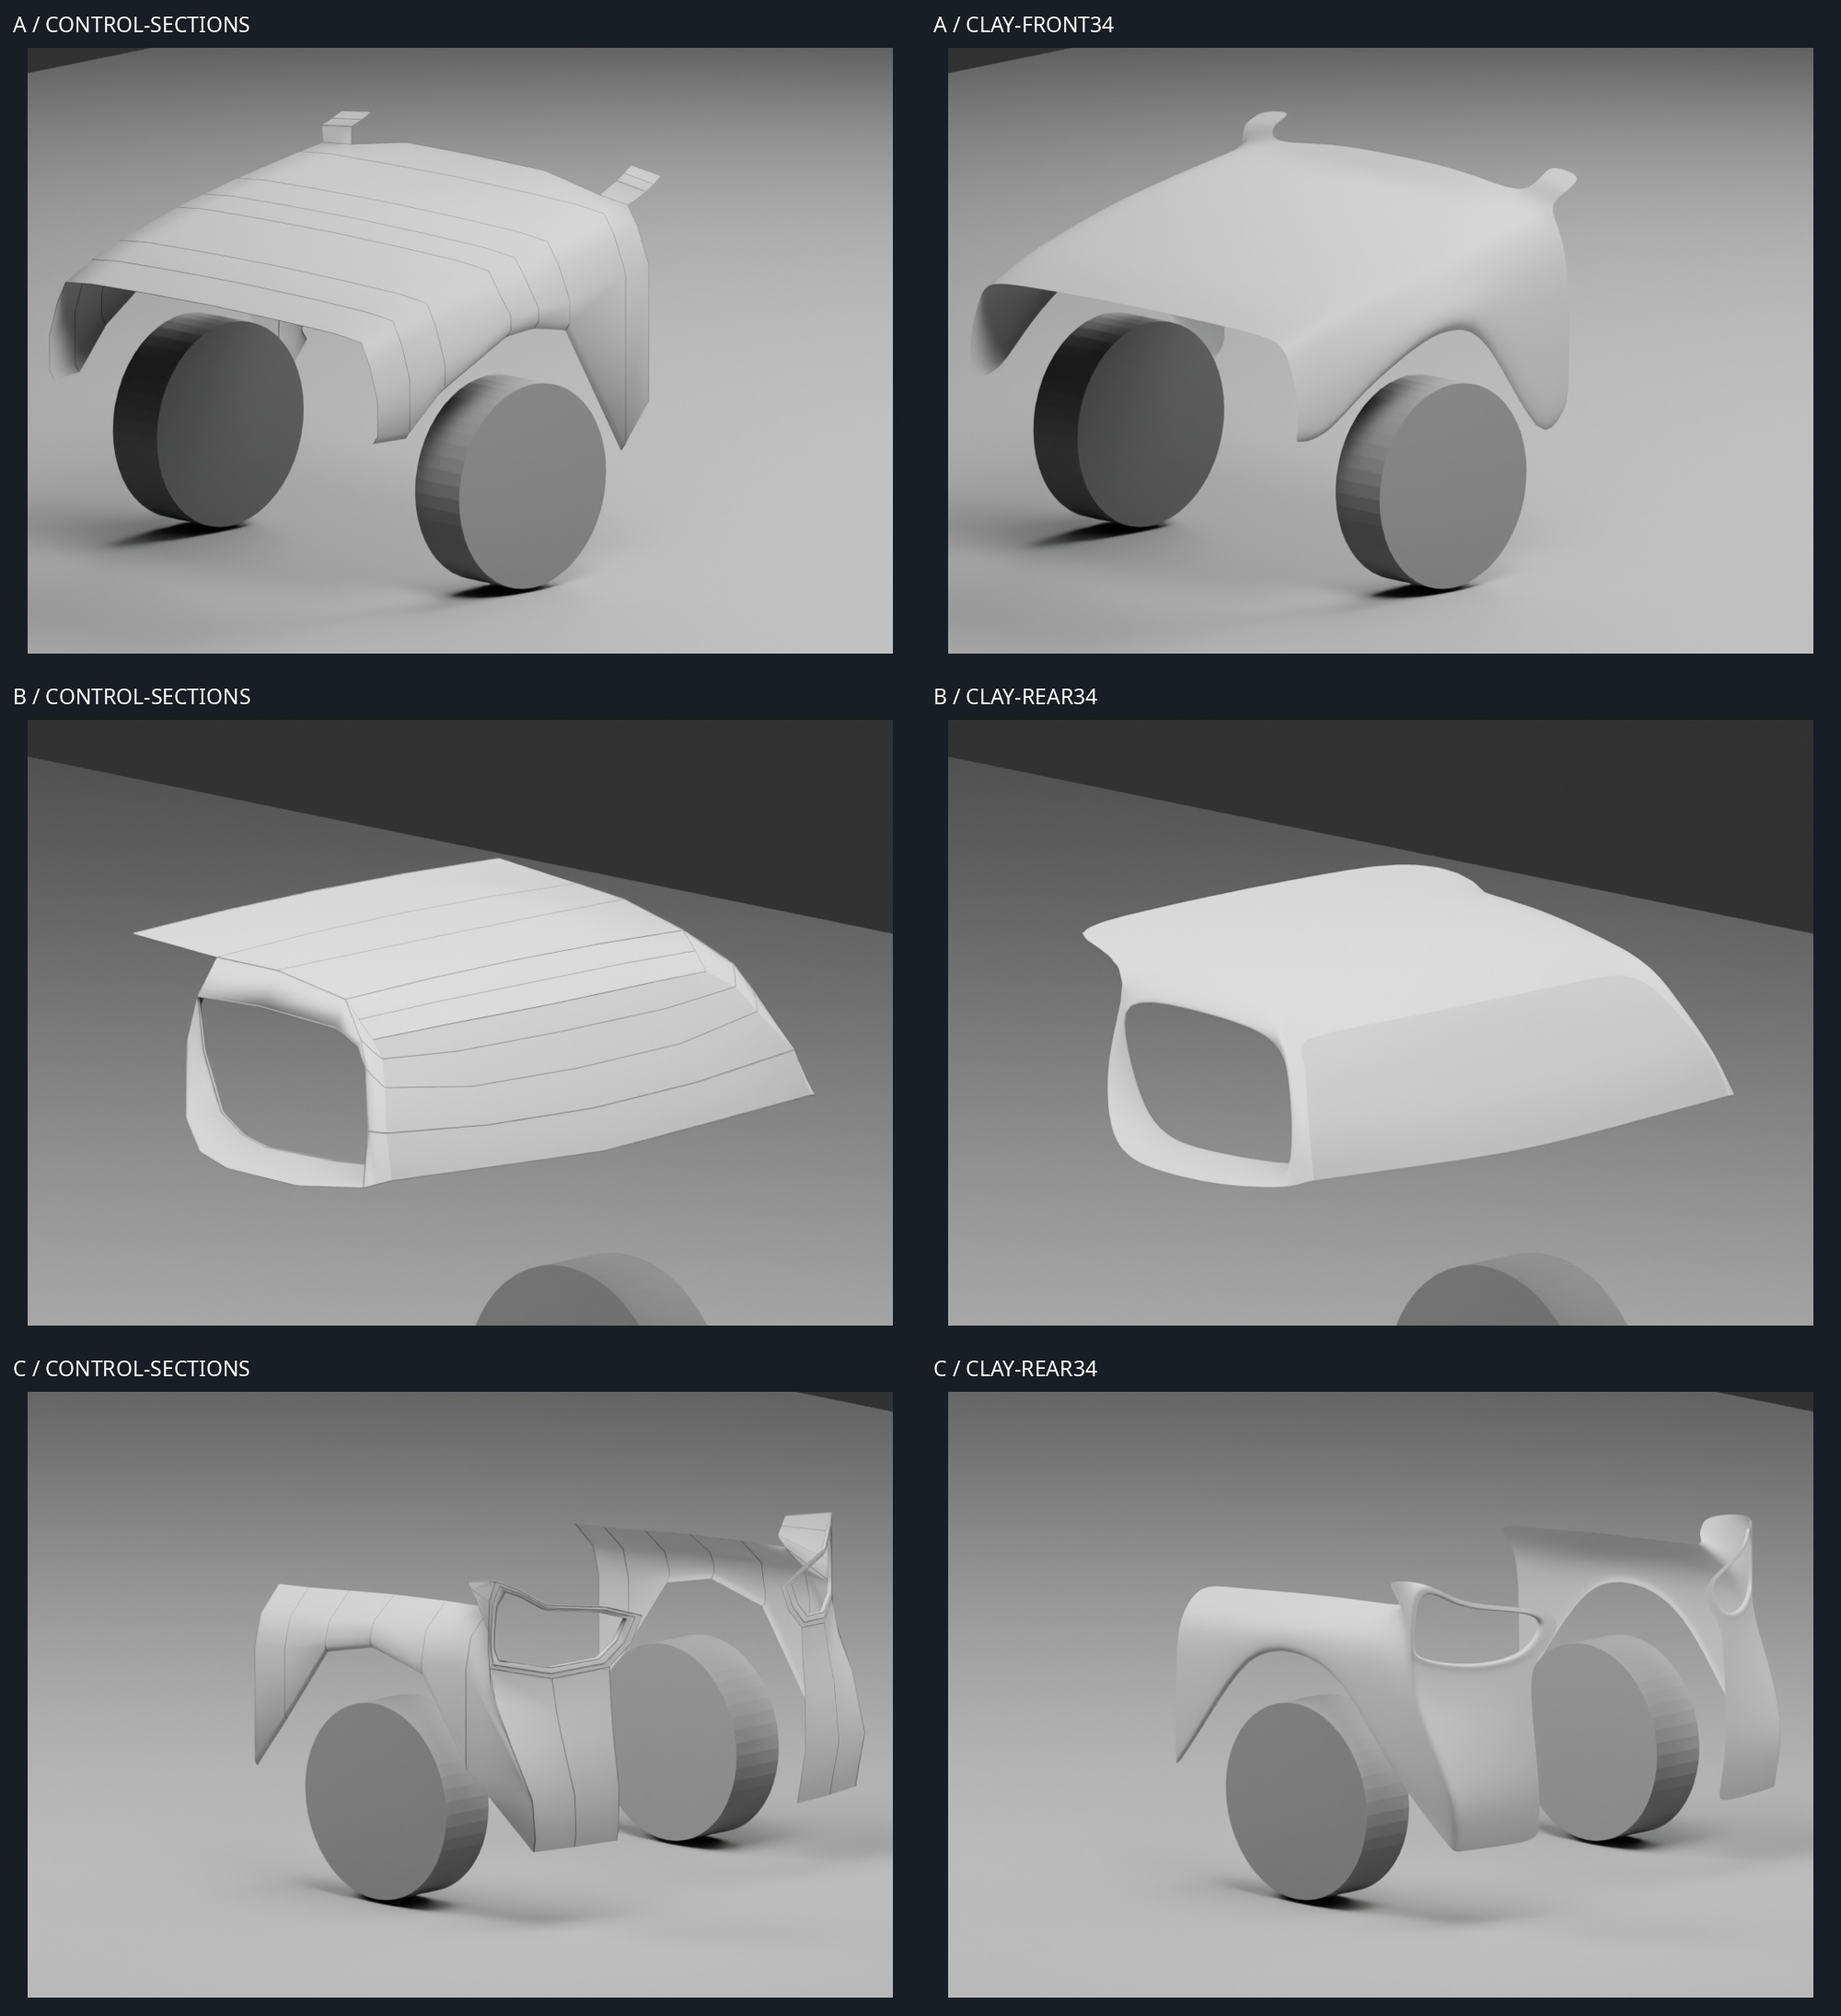 A / CONTROL-SECTIONS
A / CLAY-FRONT34
B / CONTROL-SECTIONS
B / CLAY-REAR34
C / CONTROL-SECTIONS
C / CLAY-REAR34